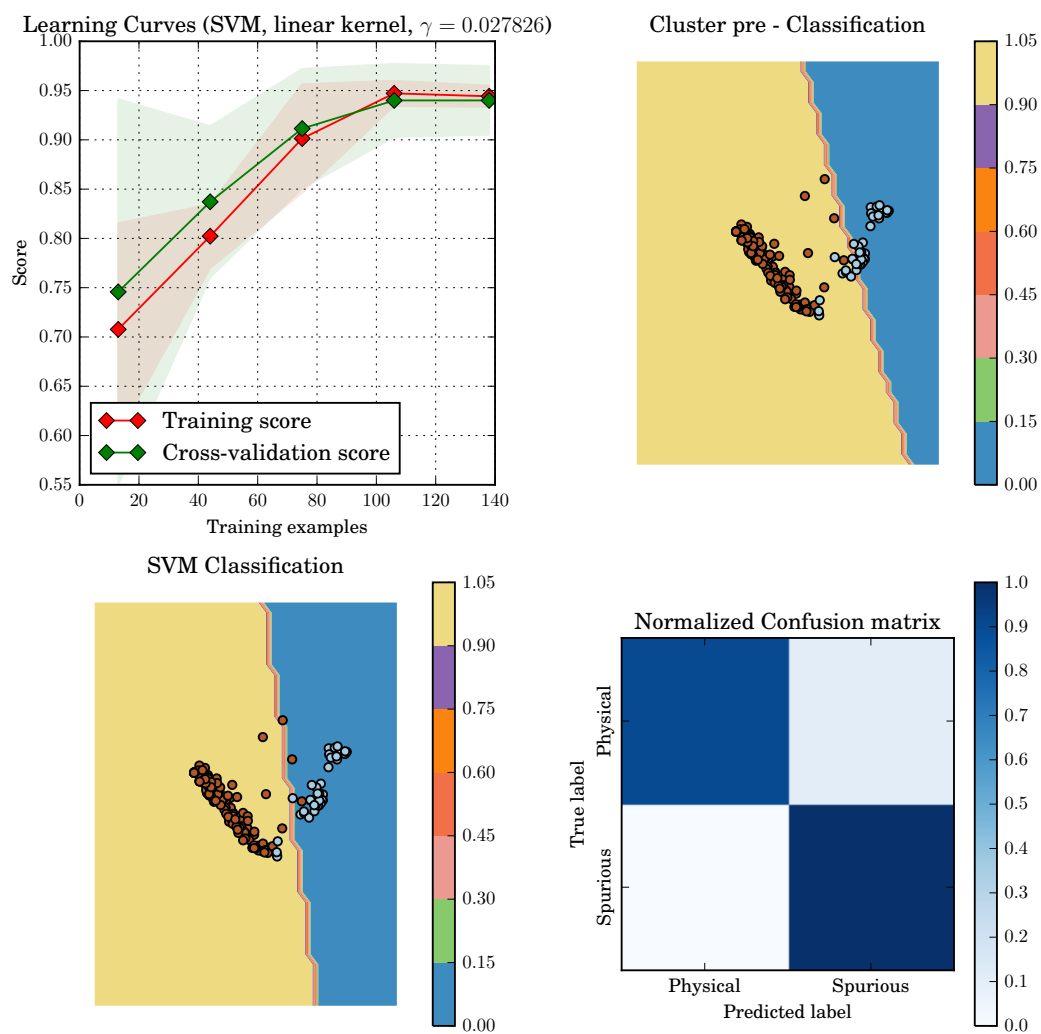 Learning Curves (SVM, linear kernel, γ = 0.027826)
1.00
0.95
0.90
0.85
0.80
0.75
0.70
0.65
0.60
0.55
Score
Training score
Cross-validation score
0 20 40 60 80 100 120 140
Training examples
Cluster pre - Classification
1.05
0.90
0.75
0.60
0.45
0.30
0.15
0.00
SVM Classification
1.05
0.90
0.75
0.60
0.45
0.30
0.15
0.00
Normalized Confusion matrix
True label
Physical
Spurious
Physical Spurious
Predicted label
1.0
0.9
0.8
0.7
0.6
0.5
0.4
0.3
0.2
0.1
0.0